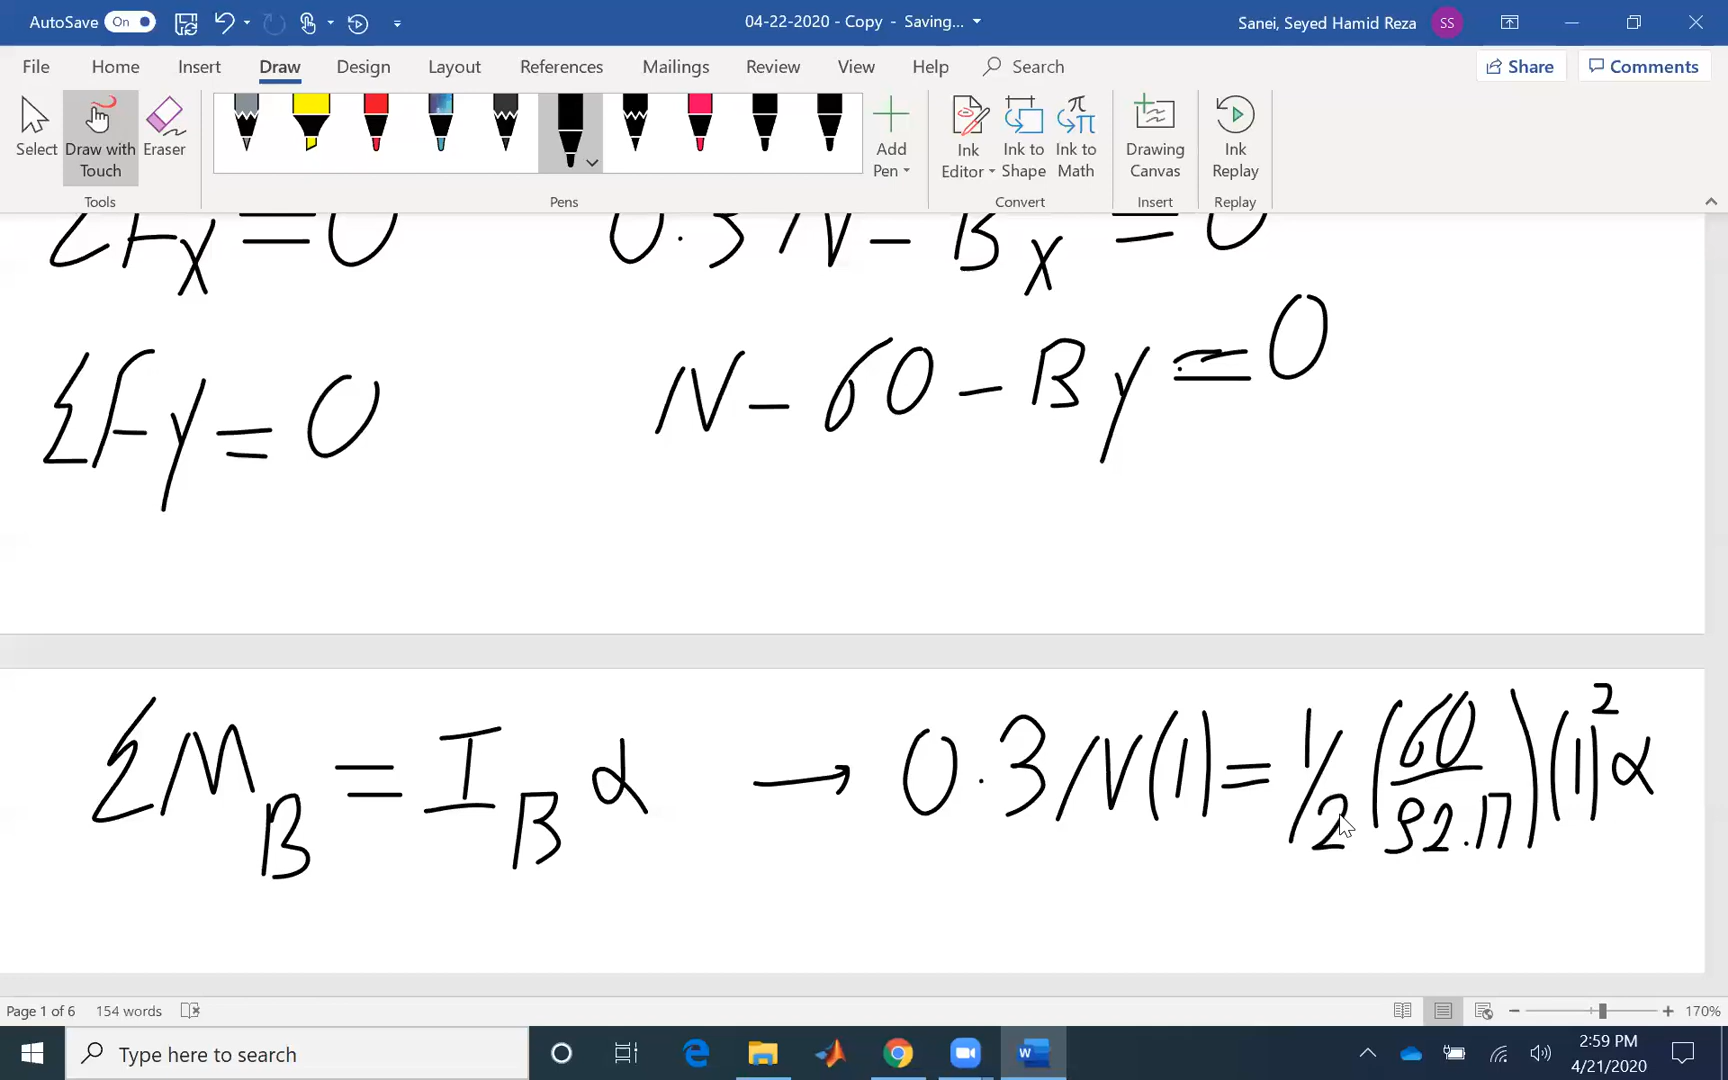 AutoSave On 04-22-2020 - Copy - Saving... Sanei, Seyed Hamid Reza SS
File Home Insert Draw Design Layout References Mailings Review View Help Search Share Comments
Select Draw with Touch Eraser Add Pen Ink Editor Ink to Shape Ink to Math Drawing Canvas Ink Replay
Tools Pens Convert Insert Replay
ΣFx = 0 0.3N - Bx = 0
ΣFy = 0 N - 60 - By = 0
ΣM_B = I_B α → 0.3N(1) = 1/2 (60/32.17)(1)² α
Page 1 of 6 154 words 170%
Type here to search 2:59 PM
4/21/2020